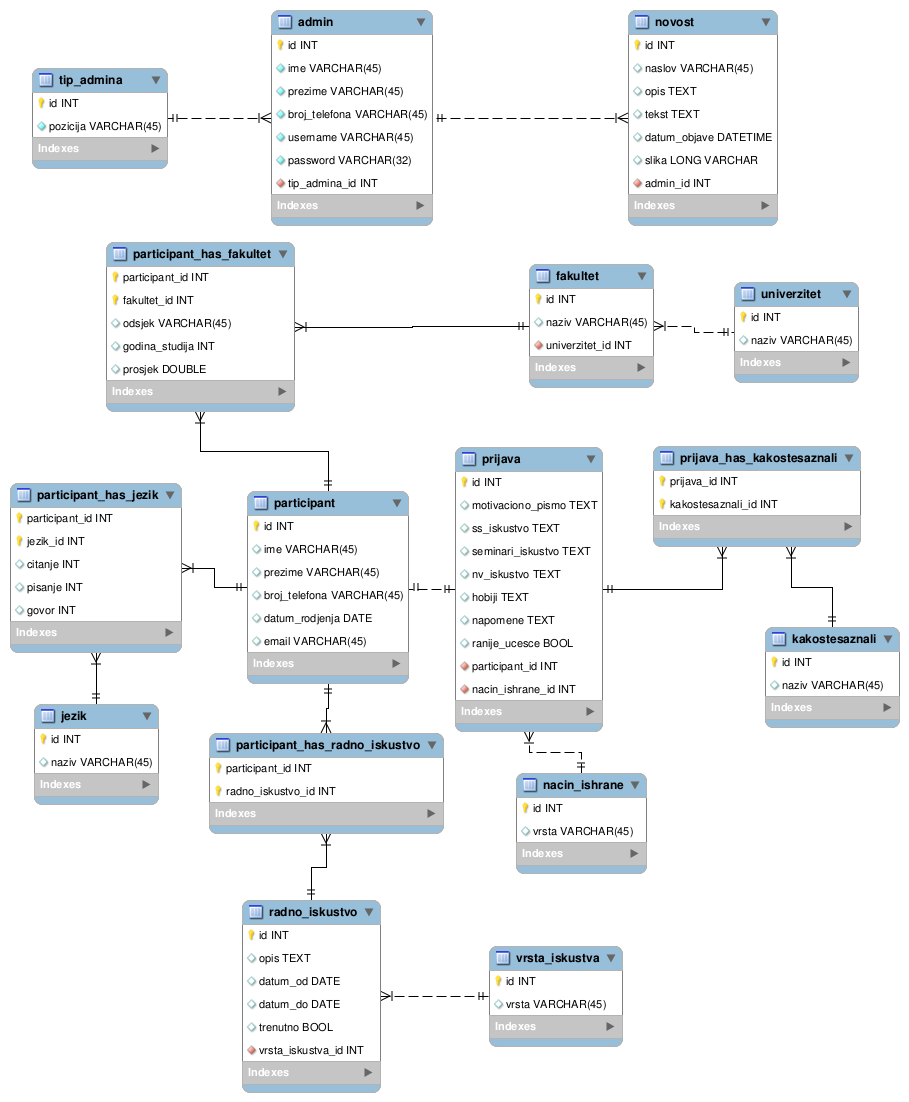 tip_admina
id INT
pozicija VARCHAR(45)
Indexes
admin
id INT
ime VARCHAR(45)
prezime VARCHAR(45)
broj_telefona VARCHAR(45)
username VARCHAR(45)
password VARCHAR(32)
tip_admina_id INT
Indexes
novost
id INT
naslov VARCHAR(45)
opis TEXT
tekst TEXT
datum_objave DATETIME
slika LONG VARCHAR
admin_id INT
Indexes
participant_has_fakultet
participant_id INT
fakultet_id INT
odsjek VARCHAR(45)
godina_studija INT
prosjek DOUBLE
Indexes
fakultet
id INT
naziv VARCHAR(45)
univerzitet_id INT
Indexes
univerzitet
id INT
naziv VARCHAR(45)
Indexes
participant_has_jezik
participant_id INT
jezik_id INT
citanje INT
pisanje INT
govor INT
Indexes
participant
id INT
ime VARCHAR(45)
prezime VARCHAR(45)
broj_telefona VARCHAR(45)
datum_rodjenja DATE
email VARCHAR(45)
Indexes
prijava
id INT
motivaciono_pismo TEXT
ss_iskustvo TEXT
seminari_iskustvo TEXT
nv_iskustvo TEXT
hobiji TEXT
napomene TEXT
ranije_ucesce BOOL
participant_id INT
nacin_ishrane_id INT
Indexes
prijava_has_kakostesaznali
prijava_id INT
kakostesaznali_id INT
Indexes
kakostesaznali
id INT
naziv VARCHAR(45)
Indexes
jezik
id INT
naziv VARCHAR(45)
Indexes
participant_has_radno_iskustvo
participant_id INT
radno_iskustvo_id INT
Indexes
nacin_ishrane
id INT
vrsta VARCHAR(45)
Indexes
radno_iskustvo
id INT
opis TEXT
datum_od DATE
datum_do DATE
trenutno BOOL
vrsta_iskustva_id INT
Indexes
vrsta_iskustva
id INT
vrsta VARCHAR(45)
Indexes